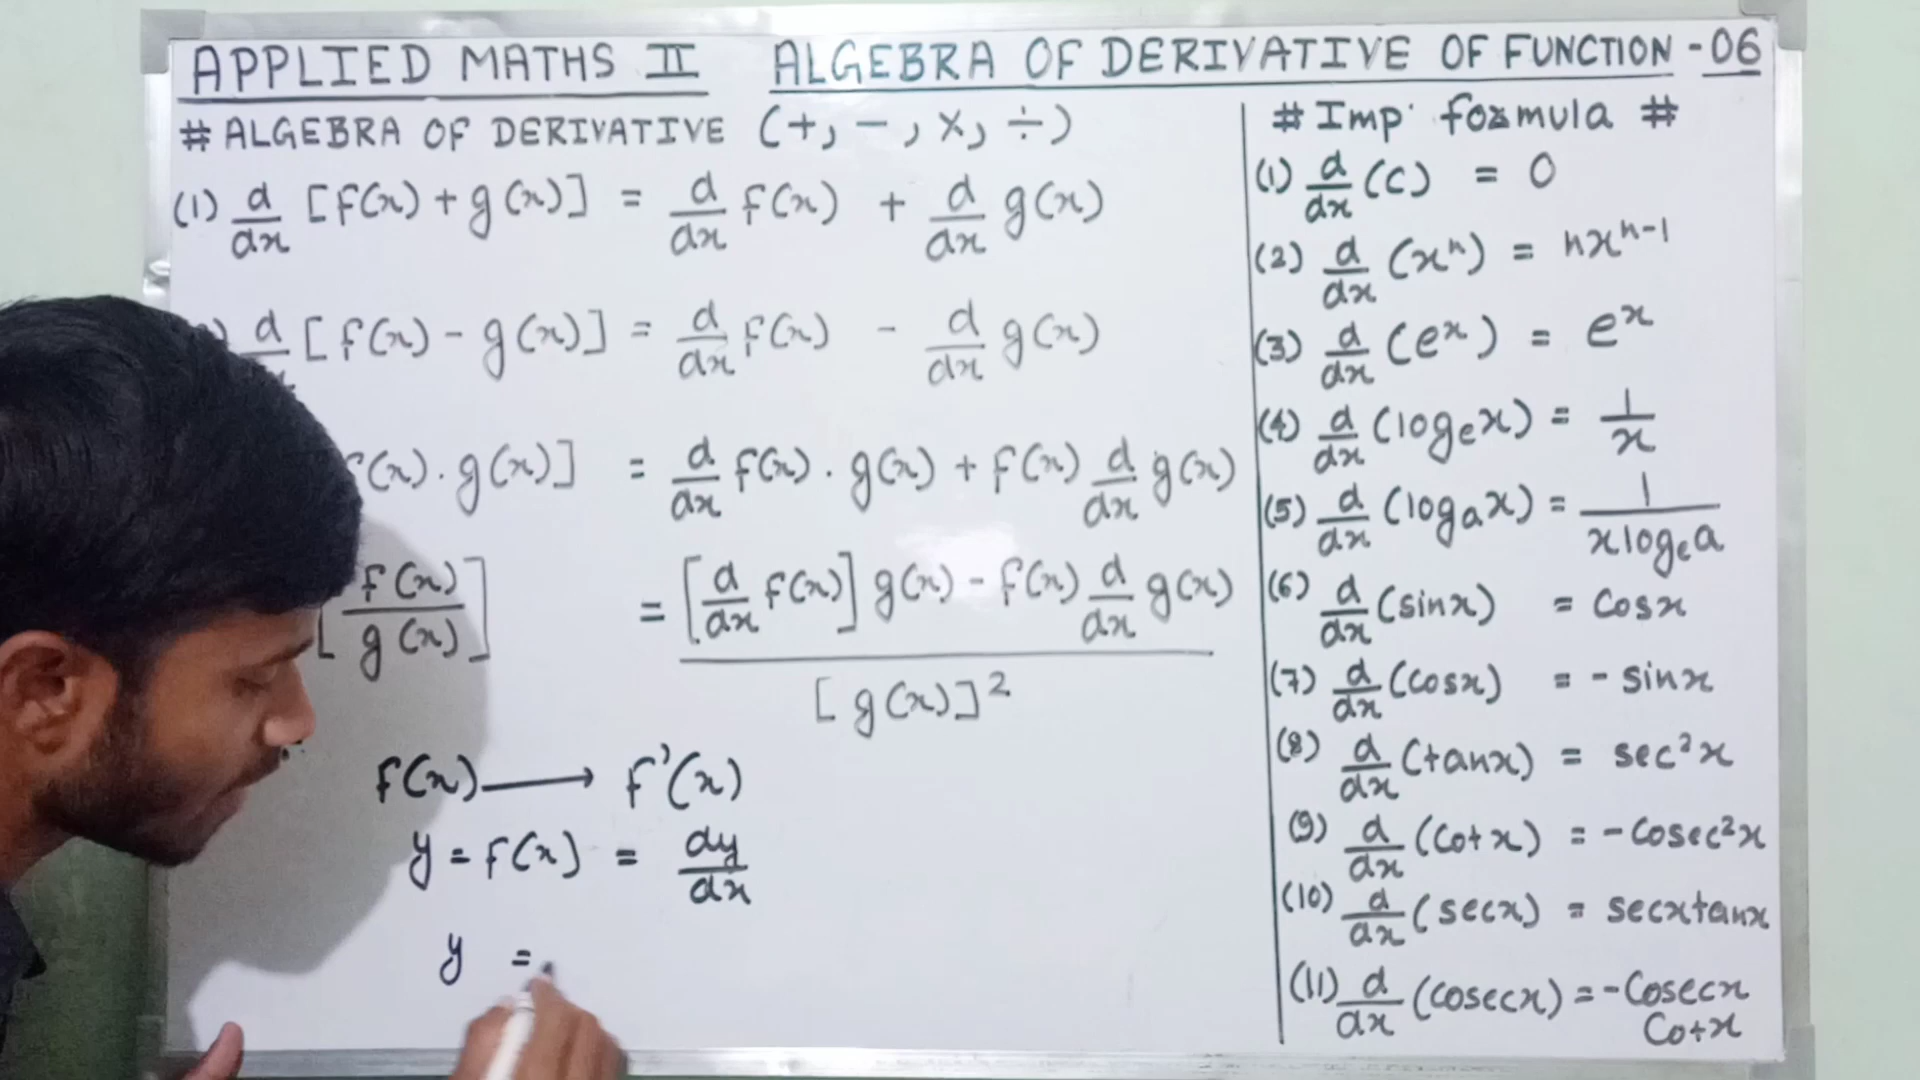 APPLIED MATHS II ALGEBRA OF DERIVATIVE OF FUNCTION - 06
# ALGEBRA OF DERIVATIVE (+, -, ×, ÷)
(1) d/dx [f(x) + g(x)] = d/dx f(x) + d/dx g(x)
) d/dx [f(x) - g(x)] = d/dx f(x) - d/dx g(x)
f(x) . g(x)] = d/dx f(x) . g(x) + f(x) d/dx g(x)
[f(x)/g(x)] = [d/dx f(x)] g(x) - f(x) d/dx g(x) / [g(x)]²
f(x) ⟶ f'(x)
y = f(x) = dy/dx
y =
# Imp. formula #
(1) d/dx (c) = 0
(2) d/dx (xⁿ) = nxⁿ⁻¹
(3) d/dx (eˣ) = eˣ
(4) d/dx (logₑx) = 1/x
(5) d/dx (logₐx) = 1/(x logₑa)
(6) d/dx (sinx) = cosx
(7) d/dx (cosx) = - sinx
(8) d/dx (tanx) = sec²x
(9) d/dx (cotx) = - cosec²x
(10) d/dx (secx) = secxtanx
(11) d/dx (cosecx) = - cosecx
cotx